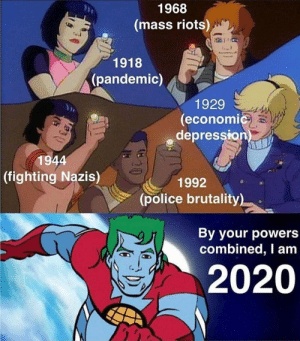 1968
(mass riots)
1918
(pandemic)
1929
(economic
depression)
1944
(fighting Nazis)
1992
(police brutality)
By your powers
combined, I am
2020